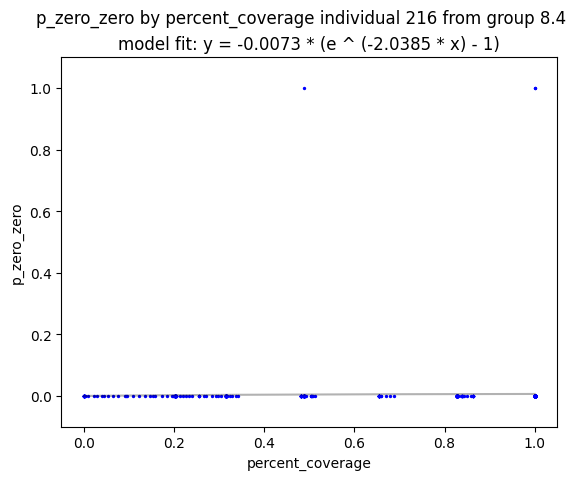 p_zero_zero by percent_coverage individual 216 from group 8.4
model fit: y = -0.0073 * (e ^ (-2.0385 * x) - 1)
1.0
0.8
0.6
0.4
0.2
0.0
p_zero_zero
0.0 0.2 0.4 0.6 0.8 1.0
percent_coverage